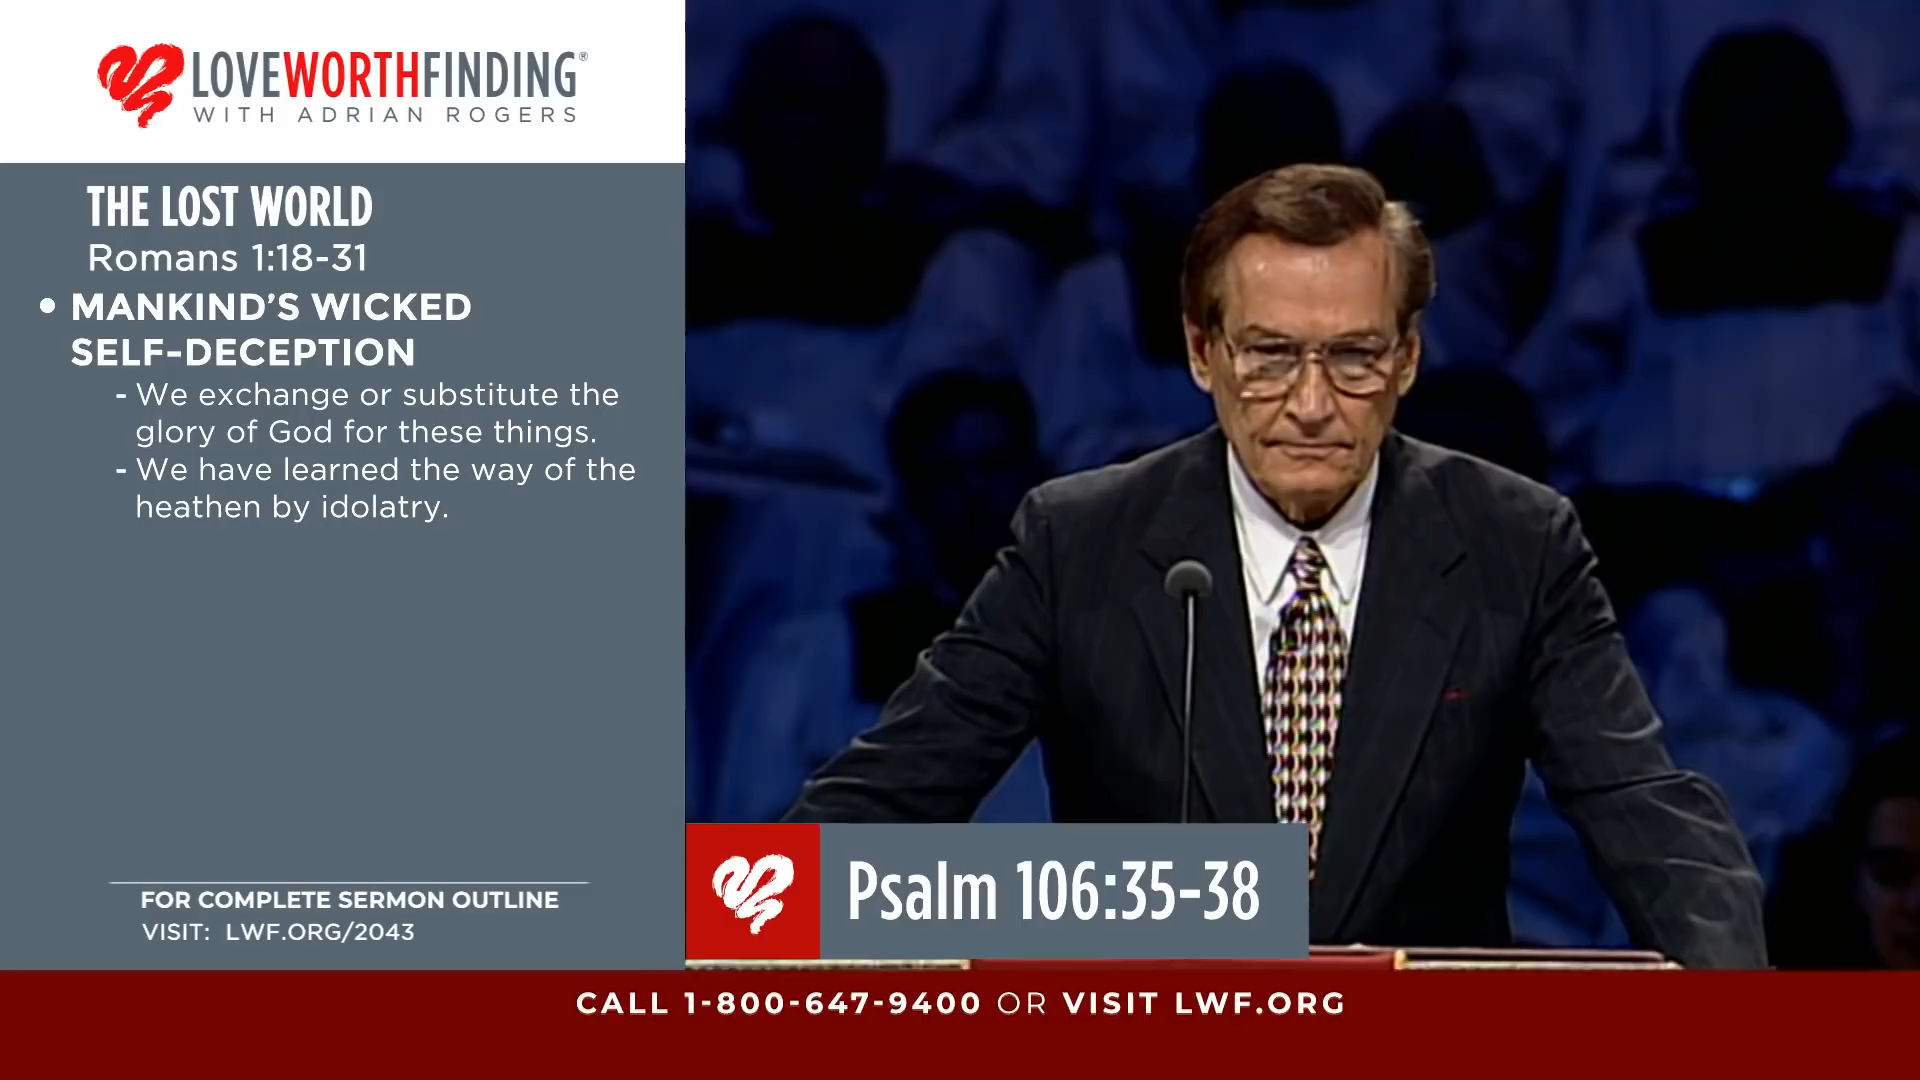 LOVEWORTHFINDING®
WITH ADRIAN ROGERS
THE LOST WORLD
Romans 1:18-31
• MANKIND’S WICKED
SELF-DECEPTION
- We exchange or substitute the
glory of God for these things.
- We have learned the way of the
heathen by idolatry.
FOR COMPLETE SERMON OUTLINE
VISIT: LWF.ORG/2043
Psalm 106:35-38
CALL 1-800-647-9400 OR VISIT LWF.ORG